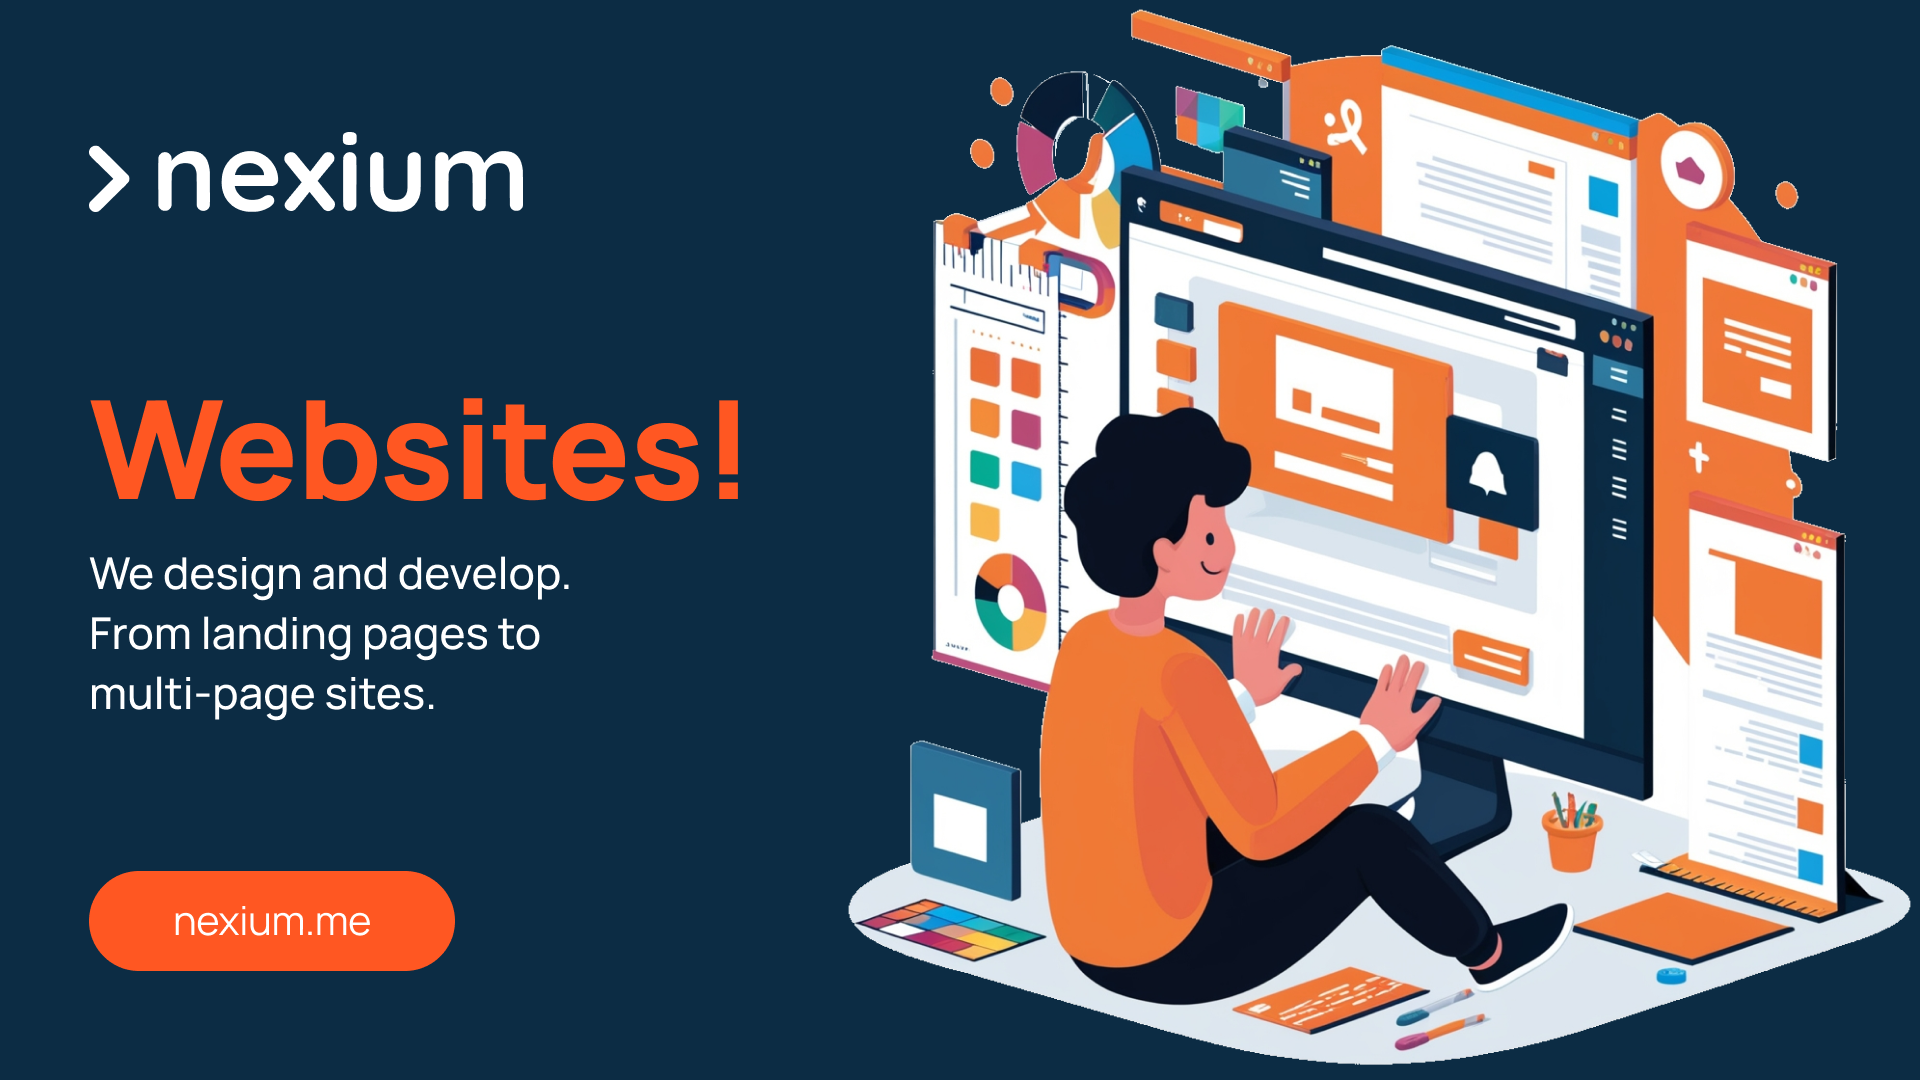 nexium
Websites!
We design and develop.
From landing pages to
multi-page sites.
nexium.me